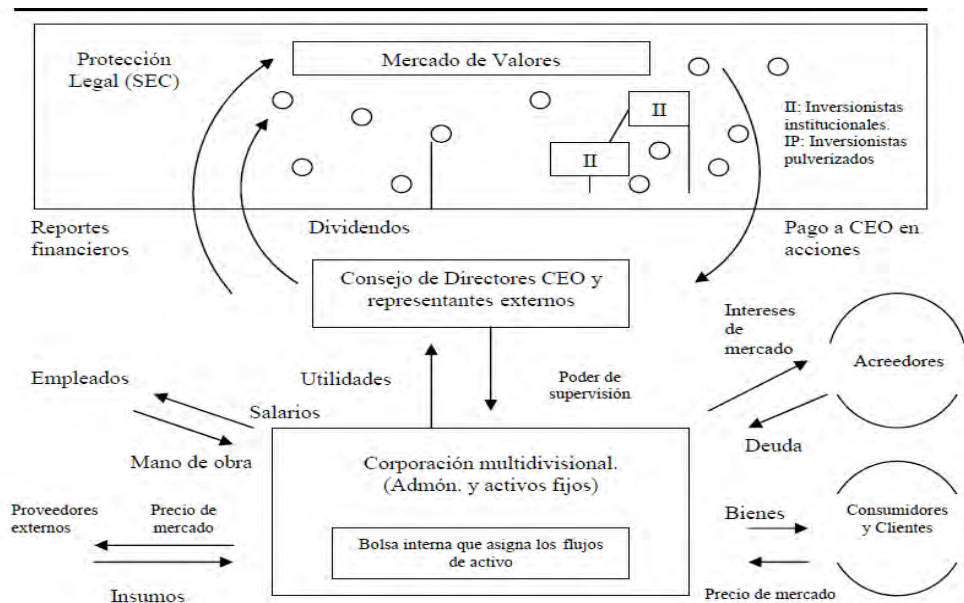 Protección
Legal (SEC)
Mercado de Valores
II
II
II: Inversionistas
institucionales.
IP: Inversionistas
pulverizados
Reportes
financieros
Dividendos
Pago a CEO en
acciones
Consejo de Directores CEO y
representantes externos
Intereses
de
mercado
Acreedores
Empleados
Utilidades
Poder de
supervisión
Salarios
Mano de obra
Deuda
Corporación multidivisional.
(Admón. y activos fijos)
Proveedores
externos
Precio de
mercado
Bienes
Consumidores
y Clientes
Bolsa interna que asigna los flujos
de activo
Insumos
Precio de mercado